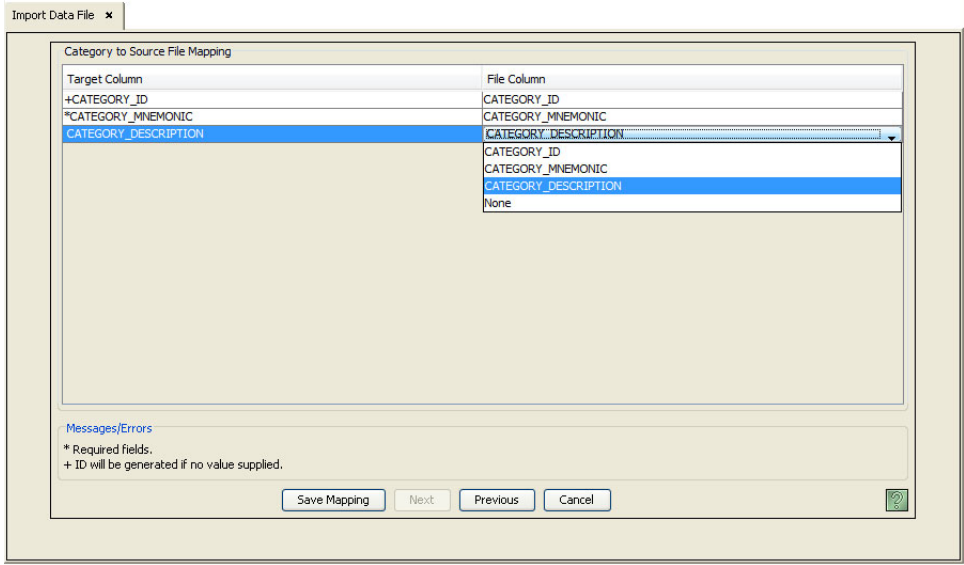 Import Data File ×
Category to Source File Mapping
Target Column File Column
+CATEGORY_ID CATEGORY_ID
*CATEGORY_MNEMONIC CATEGORY_MNEMONIC
CATEGORY_DESCRIPTION CATEGORY_DESCRIPTION
CATEGORY_ID
CATEGORY_MNEMONIC
CATEGORY_DESCRIPTION
None
Messages/Errors
* Required fields.
+ ID will be generated if no value supplied.
Save Mapping Next Previous Cancel ?